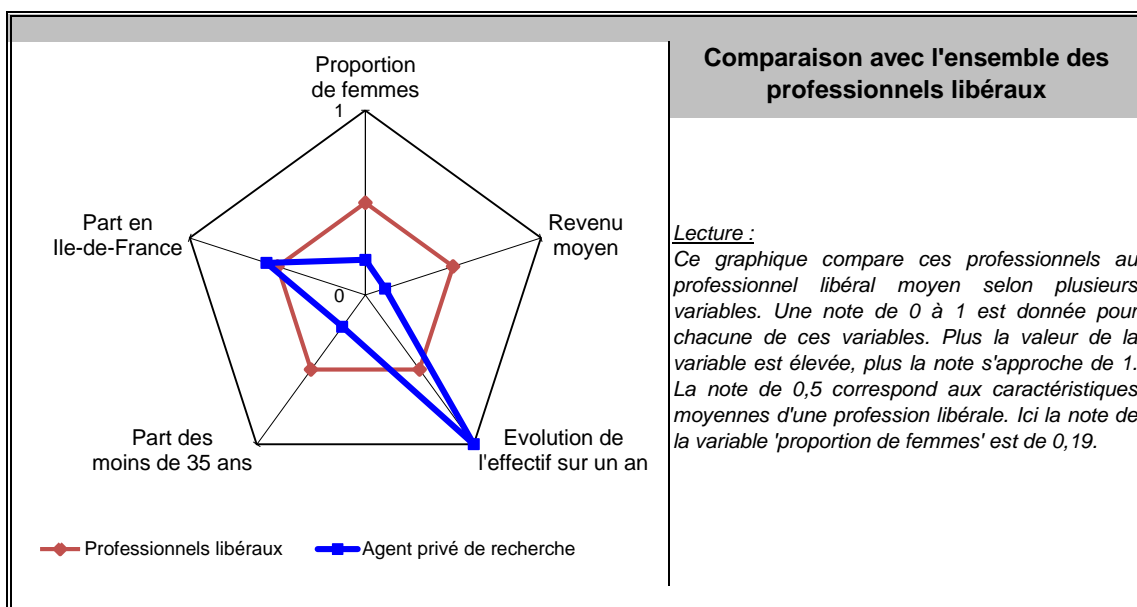 Comparaison avec l'ensemble des
professionnels libéraux
Proportion
de femmes
1
Part en
Ile-de-France
Revenu
moyen
0
Part des
moins de 35 ans
Evolution de
l'effectif sur un an
Professionnels libéraux
Agent privé de recherche
Lecture :
Ce graphique compare ces professionnels au
professionnel libéral moyen selon plusieurs
variables. Une note de 0 à 1 est donnée pour
chacune de ces variables. Plus la valeur de la
variable est élevée, plus la note s'approche de 1.
La note de 0,5 correspond aux caractéristiques
moyennes d'une profession libérale. Ici la note de
la variable 'proportion de femmes' est de 0,19.